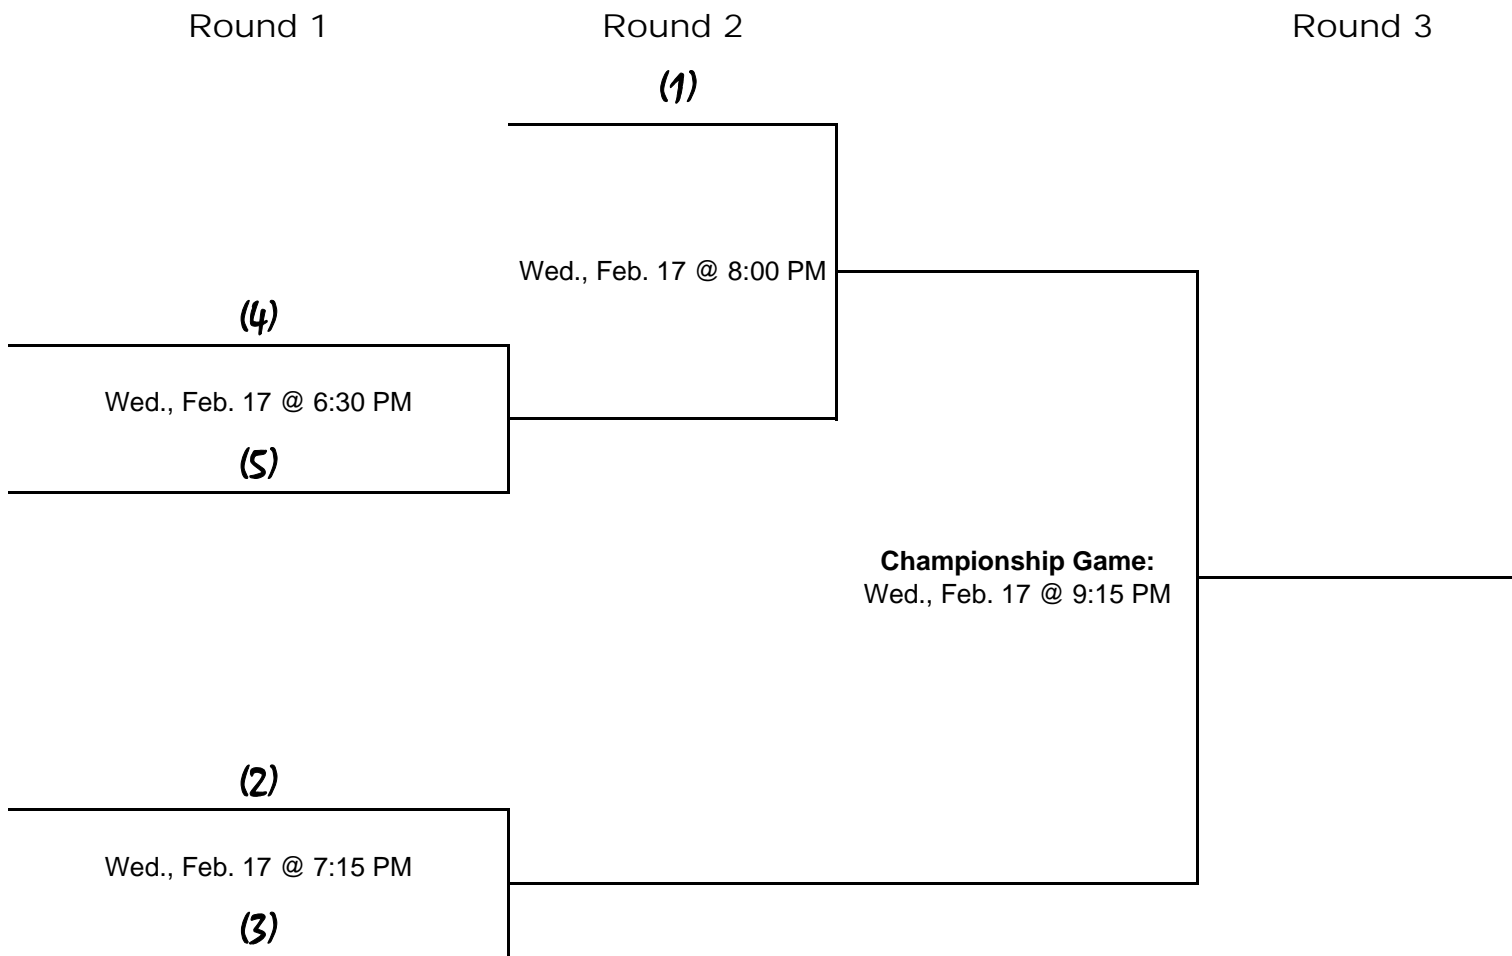 Round 1
Round 2
Round 3
(1)
Wed., Feb. 17 @ 8:00 PM
(4)
Wed., Feb. 17 @ 6:30 PM
(5)
Championship Game:
Wed., Feb. 17 @ 9:15 PM
(2)
Wed., Feb. 17 @ 7:15 PM
(3)